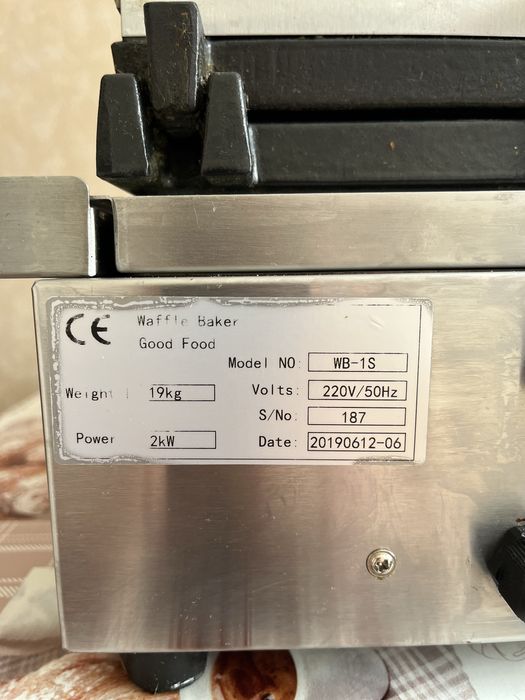 CE Waffle Baker
Good Food
Model NO: WB-1S
Weight 19kg Volts: 220V/50Hz
S/No: 187
Power 2kW Date: 20190612-06